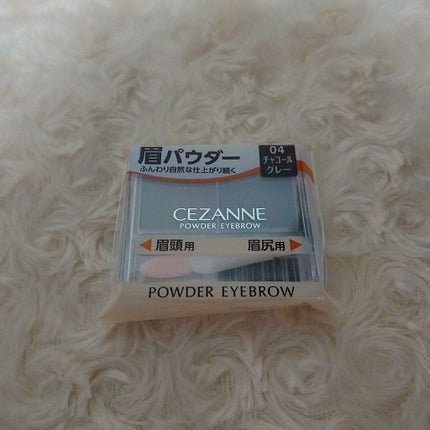 眉パウダー
ふんわり自然な仕上がり続く
04
チャコール
グレー
CEZANNE
POWDER EYEBROW
眉頭用
眉尻用
POWDER EYEBROW